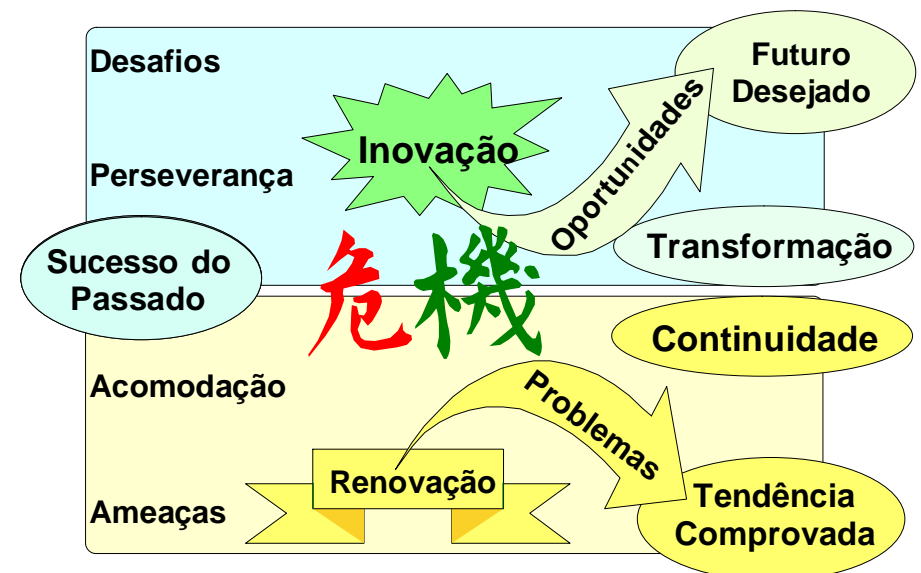 Desafios
Futuro
Desejado
Inovação
Oportunidades
Perseverança
Transformação
Sucesso do
Passado
危機
Continuidade
Acomodação
Problemas
Renovação
Ameaças
Tendência
Comprovada